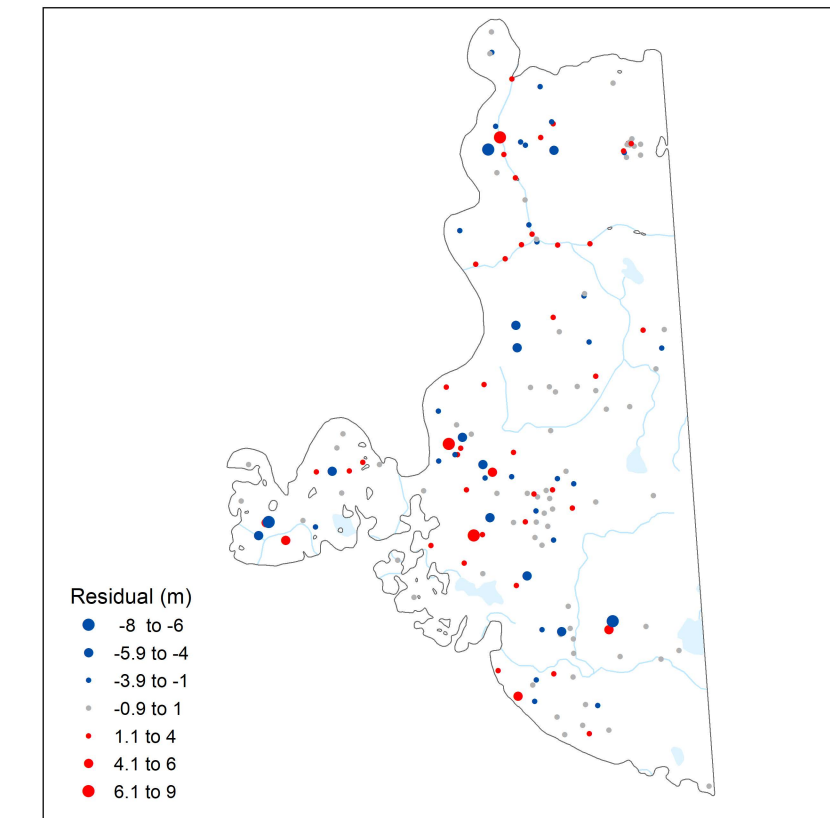 Residual (m)
-8 to -6
-5.9 to -4
-3.9 to -1
-0.9 to 1
1.1 to 4
4.1 to 6
6.1 to 9